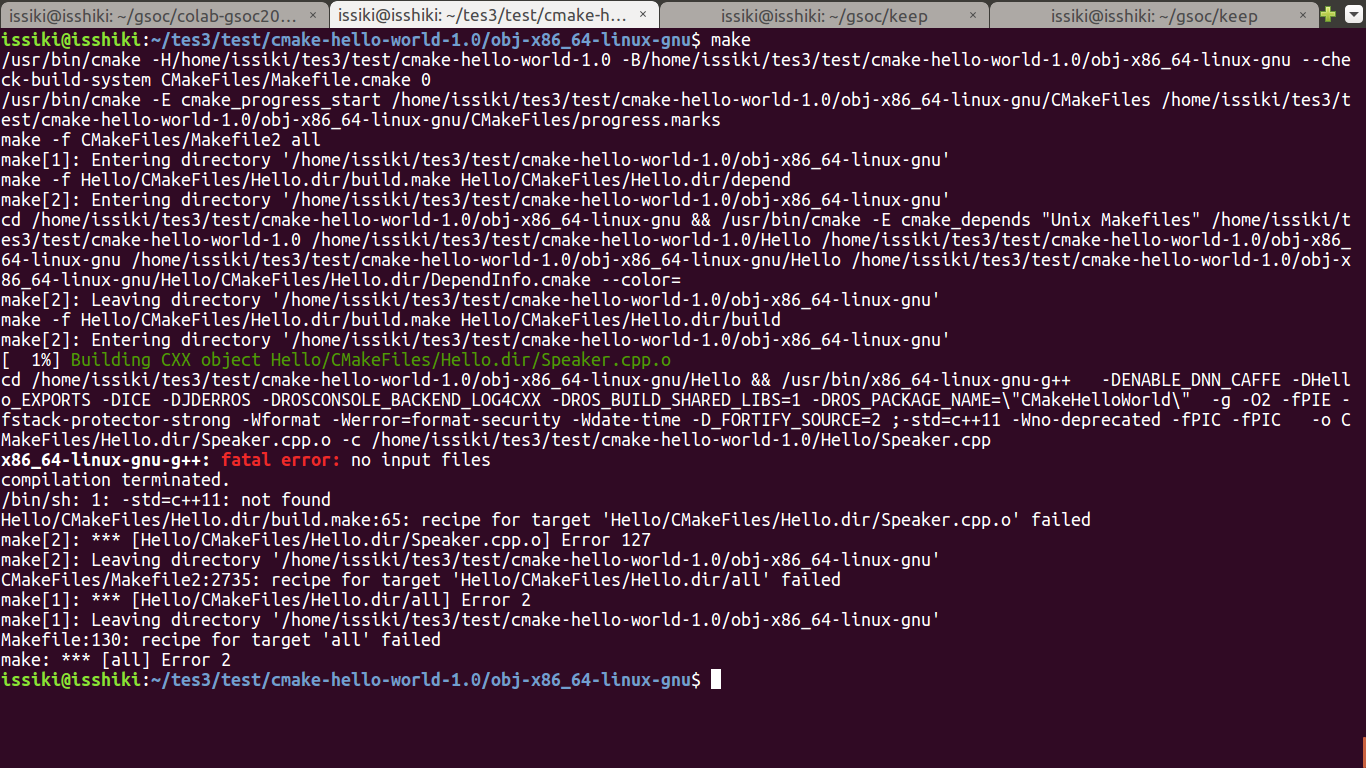 issiki@isshiki: ~/gsoc/colab-gsoc20... × issiki@isshiki: ~/tes3/test/cmake-h... × issiki@isshiki: ~/gsoc/keep × issiki@isshiki: ~/gsoc/keep ×
issiki@isshiki:~/tes3/test/cmake-hello-world-1.0/obj-x86_64-linux-gnu$ make
/usr/bin/cmake -H/home/issiki/tes3/test/cmake-hello-world-1.0 -B/home/issiki/tes3/test/cmake-hello-world-1.0/obj-x86_64-linux-gnu --che
ck-build-system CMakeFiles/Makefile.cmake 0
/usr/bin/cmake -E cmake_progress_start /home/issiki/tes3/test/cmake-hello-world-1.0/obj-x86_64-linux-gnu/CMakeFiles /home/issiki/tes3/t
est/cmake-hello-world-1.0/obj-x86_64-linux-gnu/CMakeFiles/progress.marks
make -f CMakeFiles/Makefile2 all
make[1]: Entering directory '/home/issiki/tes3/test/cmake-hello-world-1.0/obj-x86_64-linux-gnu'
make -f Hello/CMakeFiles/Hello.dir/build.make Hello/CMakeFiles/Hello.dir/depend
make[2]: Entering directory '/home/issiki/tes3/test/cmake-hello-world-1.0/obj-x86_64-linux-gnu'
cd /home/issiki/tes3/test/cmake-hello-world-1.0/obj-x86_64-linux-gnu && /usr/bin/cmake -E cmake_depends "Unix Makefiles" /home/issiki/t
es3/test/cmake-hello-world-1.0 /home/issiki/tes3/test/cmake-hello-world-1.0/Hello /home/issiki/tes3/test/cmake-hello-world-1.0/obj-x86_
64-linux-gnu /home/issiki/tes3/test/cmake-hello-world-1.0/obj-x86_64-linux-gnu/Hello /home/issiki/tes3/test/cmake-hello-world-1.0/obj-x
86_64-linux-gnu/Hello/CMakeFiles/Hello.dir/DependInfo.cmake --color=
make[2]: Leaving directory '/home/issiki/tes3/test/cmake-hello-world-1.0/obj-x86_64-linux-gnu'
make -f Hello/CMakeFiles/Hello.dir/build.make Hello/CMakeFiles/Hello.dir/build
make[2]: Entering directory '/home/issiki/tes3/test/cmake-hello-world-1.0/obj-x86_64-linux-gnu'
[  1%] Building CXX object Hello/CMakeFiles/Hello.dir/Speaker.cpp.o
cd /home/issiki/tes3/test/cmake-hello-world-1.0/obj-x86_64-linux-gnu/Hello && /usr/bin/x86_64-linux-gnu-g++   -DENABLE_DNN_CAFFE -DHell
o_EXPORTS -DICE -DJDERROS -DROSCONSOLE_BACKEND_LOG4CXX -DROS_BUILD_SHARED_LIBS=1 -DROS_PACKAGE_NAME=\"CMakeHelloWorld\"  -g -O2 -fPIE -
fstack-protector-strong -Wformat -Werror=format-security -Wdate-time -D_FORTIFY_SOURCE=2 ;-std=c++11 -Wno-deprecated -fPIC -fPIC   -o C
MakeFiles/Hello.dir/Speaker.cpp.o -c /home/issiki/tes3/test/cmake-hello-world-1.0/Hello/Speaker.cpp
x86_64-linux-gnu-g++: fatal error: no input files
compilation terminated.
/bin/sh: 1: -std=c++11: not found
Hello/CMakeFiles/Hello.dir/build.make:65: recipe for target 'Hello/CMakeFiles/Hello.dir/Speaker.cpp.o' failed
make[2]: *** [Hello/CMakeFiles/Hello.dir/Speaker.cpp.o] Error 127
make[2]: Leaving directory '/home/issiki/tes3/test/cmake-hello-world-1.0/obj-x86_64-linux-gnu'
CMakeFiles/Makefile2:2735: recipe for target 'Hello/CMakeFiles/Hello.dir/all' failed
make[1]: *** [Hello/CMakeFiles/Hello.dir/all] Error 2
make[1]: Leaving directory '/home/issiki/tes3/test/cmake-hello-world-1.0/obj-x86_64-linux-gnu'
Makefile:130: recipe for target 'all' failed
make: *** [all] Error 2
issiki@isshiki:~/tes3/test/cmake-hello-world-1.0/obj-x86_64-linux-gnu$